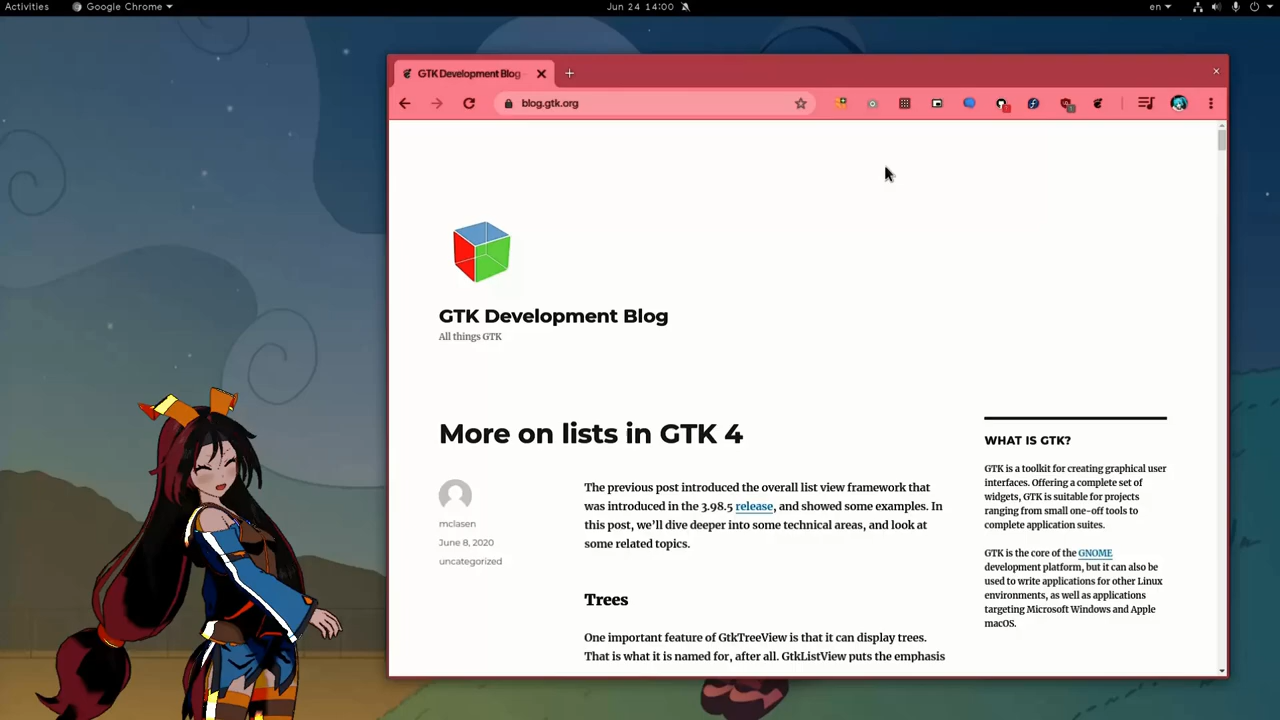 Activities
Google Chrome
Jun 24 14:00
en
GTK Development Blog
blog.gtk.org
GTK Development Blog
All things GTK
More on lists in GTK 4
mclasen
June 8, 2020
uncategorized
The previous post introduced the overall list view framework that
was introduced in the 3.98.5 release, and showed some examples. In
this post, we’ll dive deeper into some technical areas, and look at
some related topics.
Trees
One important feature of GtkTreeView is that it can display trees.
That is what it is named for, after all. GtkListView puts the emphasis
WHAT IS GTK?
GTK is a toolkit for creating graphical user
interfaces. Offering a complete set of
widgets, GTK is suitable for projects
ranging from small one-off tools to
complete application suites.
GTK is the core of the GNOME
development platform, but it can also be
used to write applications for other Linux
environments, as well as applications
targeting Microsoft Windows and Apple
macOS.